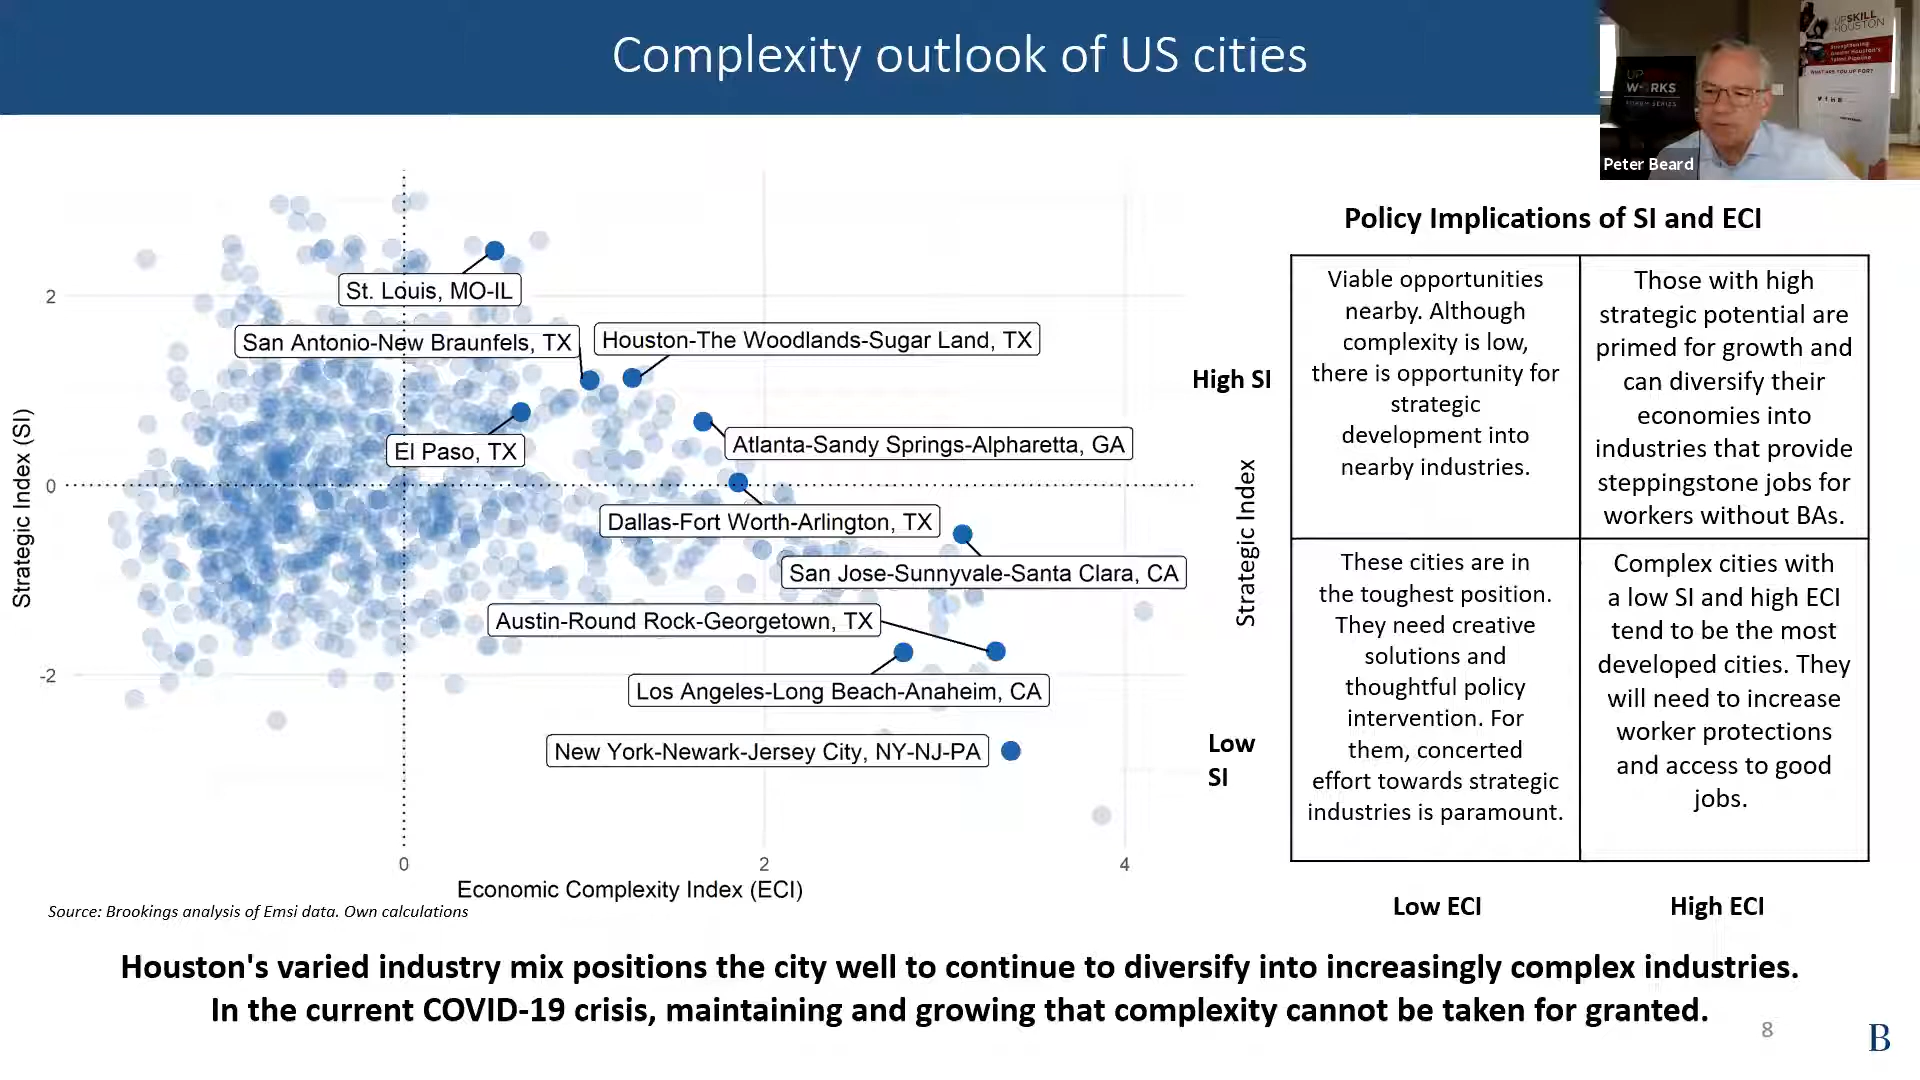 Complexity outlook of US cities
UPSKILL
HOUSTON
UP
W RKS
Peter Beard
Strategic Index (SI)
2
0
-2
St. Louis, MO-IL
San Antonio-New Braunfels, TX
Houston-The Woodlands-Sugar Land, TX
El Paso, TX
Atlanta-Sandy Springs-Alpharetta, GA
Dallas-Fort Worth-Arlington, TX
San Jose-Sunnyvale-Santa Clara, CA
Austin-Round Rock-Georgetown, TX
Los Angeles-Long Beach-Anaheim, CA
New York-Newark-Jersey City, NY-NJ-PA
0
2
4
Economic Complexity Index (ECI)
Source: Brookings analysis of Emsi data. Own calculations
Policy Implications of SI and ECI
High SI
Strategic Index
Low
SI
Viable opportunities
nearby. Although
complexity is low,
there is opportunity for
strategic
development into
nearby industries.
Those with high
strategic potential are
primed for growth and
can diversify their
economies into
industries that provide
steppingstone jobs for
workers without BAs.
These cities are in
the toughest position.
They need creative
solutions and
thoughtful policy
intervention. For
them, concerted
effort towards strategic
industries is paramount.
Complex cities with
a low SI and high ECI
tend to be the most
developed cities. They
will need to increase
worker protections
and access to good
jobs.
Low ECI
High ECI
Houston's varied industry mix positions the city well to continue to diversify into increasingly complex industries.
In the current COVID-19 crisis, maintaining and growing that complexity cannot be taken for granted.
8
B